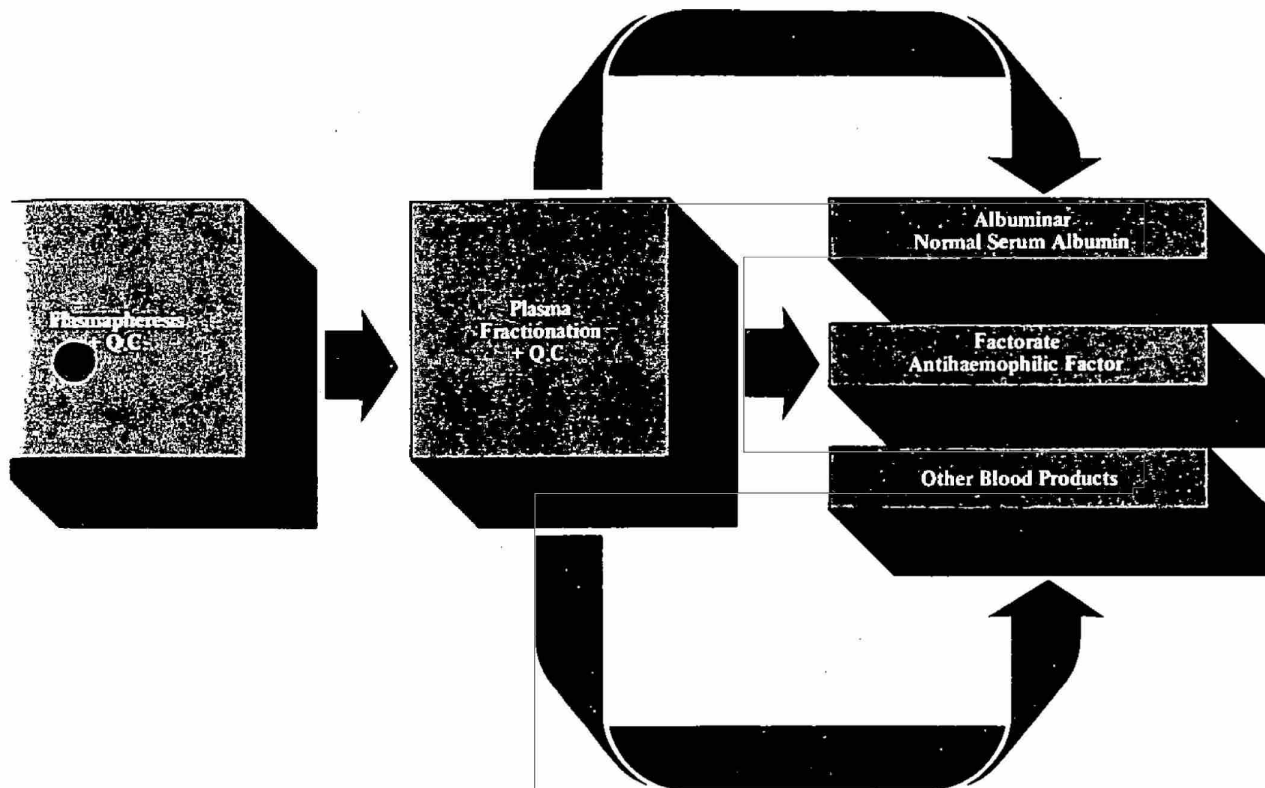 Plasmapheresis
+ Q.C.
Plasma
Fractionation
+ Q.C.
Albuminar
Normal Serum Albumin
Factorate
Antihaemophilic Factor
Other Blood Products